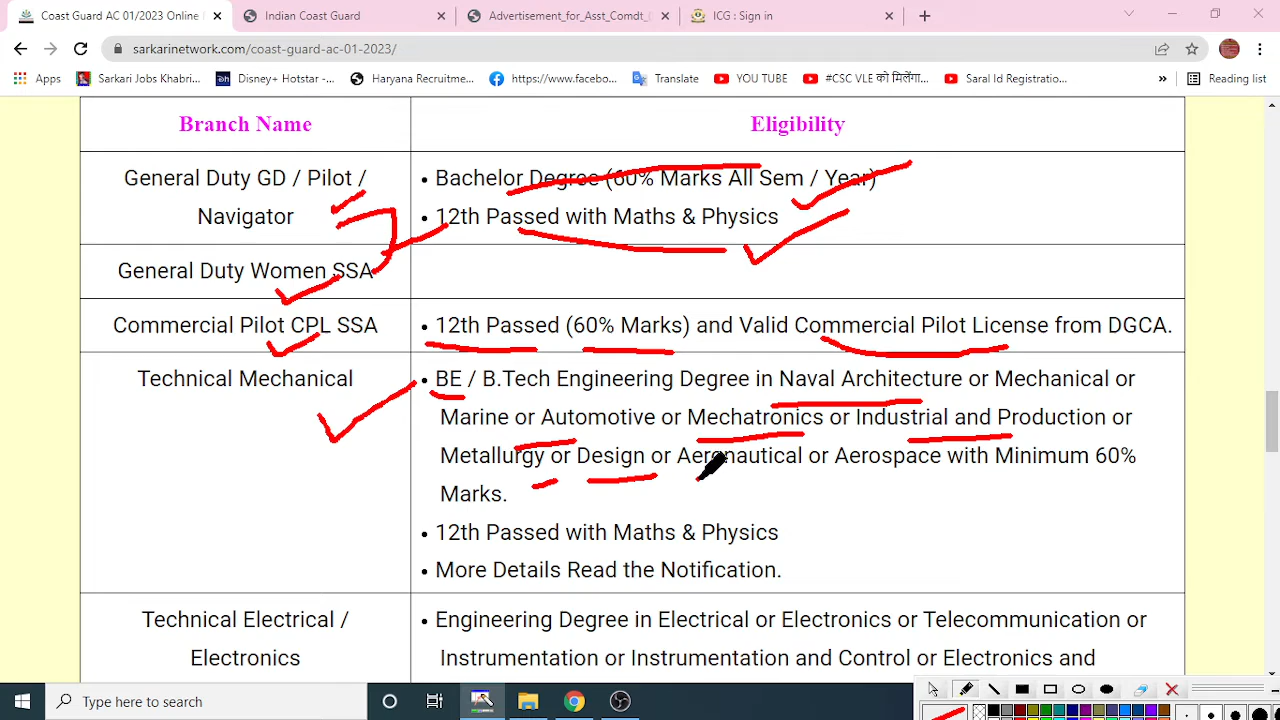 Coast Guard AC 01/2023 Online
Indian Coast Guard
Advertisement_for_Asst_Comdt_
ICG : Sign in
sarkarinetwork.com/coast-guard-ac-01-2023/
Apps
Sarkari Jobs Khabri...
Disney+ Hotstar -...
Haryana Recruitme...
https://www.facebo...
Translate
YOU TUBE
#CSC VLE को मिलेंगा...
Saral Id Registratio...
»
Reading list
Branch Name
Eligibility
General Duty GD / Pilot /
Navigator
• Bachelor Degree (60% Marks All Sem / Year)
• 12th Passed with Maths & Physics
General Duty Women SSA
Commercial Pilot CPL SSA
• 12th Passed (60% Marks) and Valid Commercial Pilot License from DGCA.
Technical Mechanical
• BE / B.Tech Engineering Degree in Naval Architecture or Mechanical or
Marine or Automotive or Mechatronics or Industrial and Production or
Metallurgy or Design or Aeronautical or Aerospace with Minimum 60%
Marks.
• 12th Passed with Maths & Physics
• More Details Read the Notification.
Technical Electrical /
Electronics
• Engineering Degree in Electrical or Electronics or Telecommunication or
Instrumentation or Instrumentation and Control or Electronics and
Type here to search